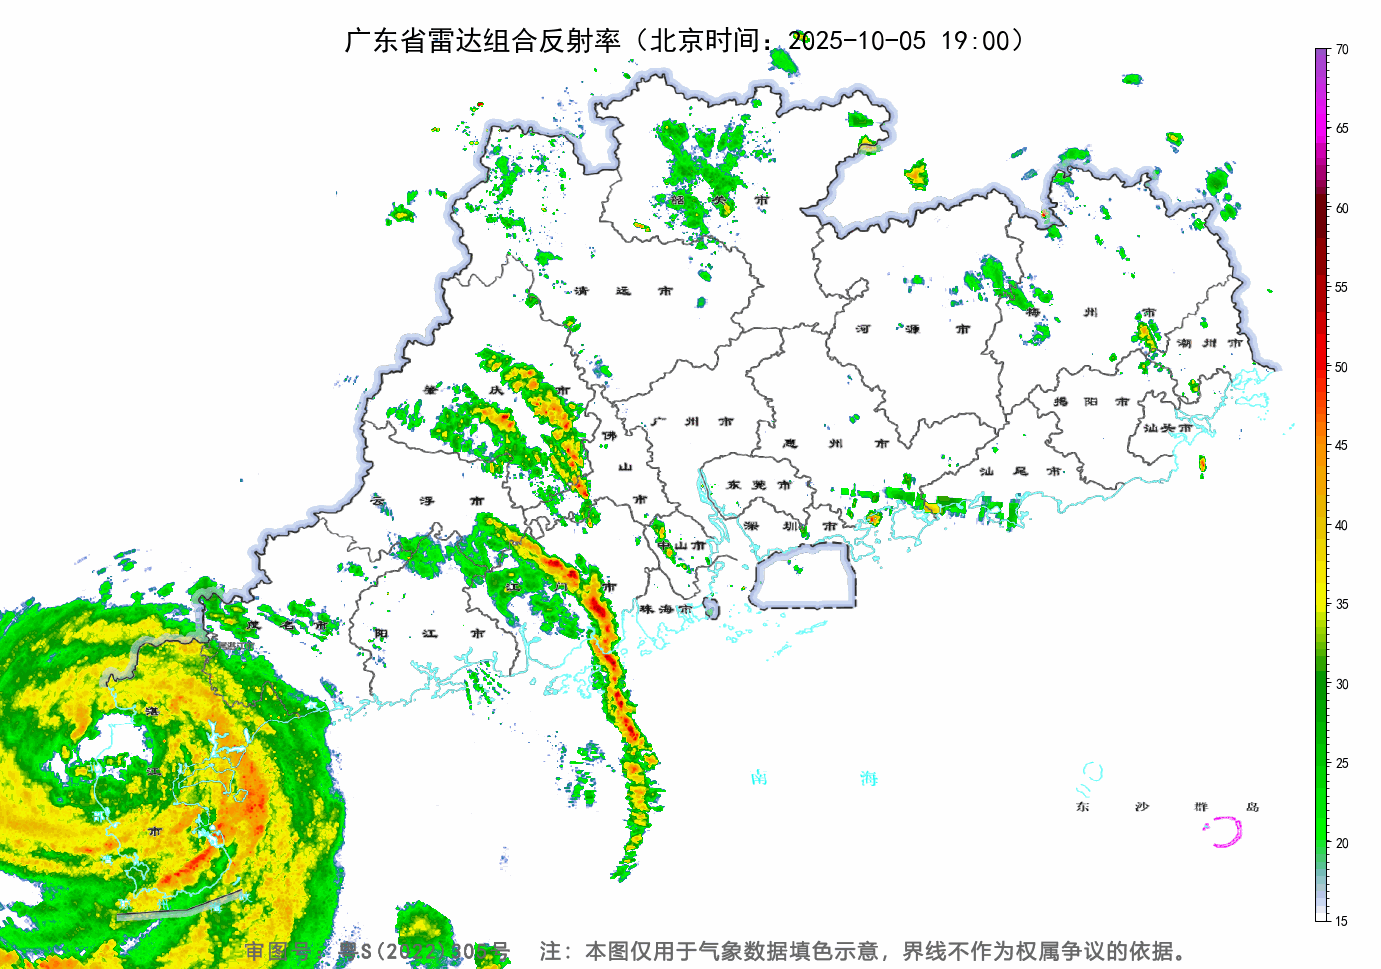 广东省雷达组合反射率（北京时间：2025-10-05 19:00）
70
65
60
55
50
45
40
35
30
25
20
15
韶关市
清远市
河源市
梅州市
潮州市
肇庆市
广州市
佛山市
惠州市
揭阳市
汕头市
汕尾市
东莞市
云浮市
深圳市
中山市
江门市
珠海市
茂名市
阳江市
湛江市
南海
东沙群岛
审图号：粤S(2022)305号 注：本图仅用于气象数据填色示意，界线不作为权属争议的依据。